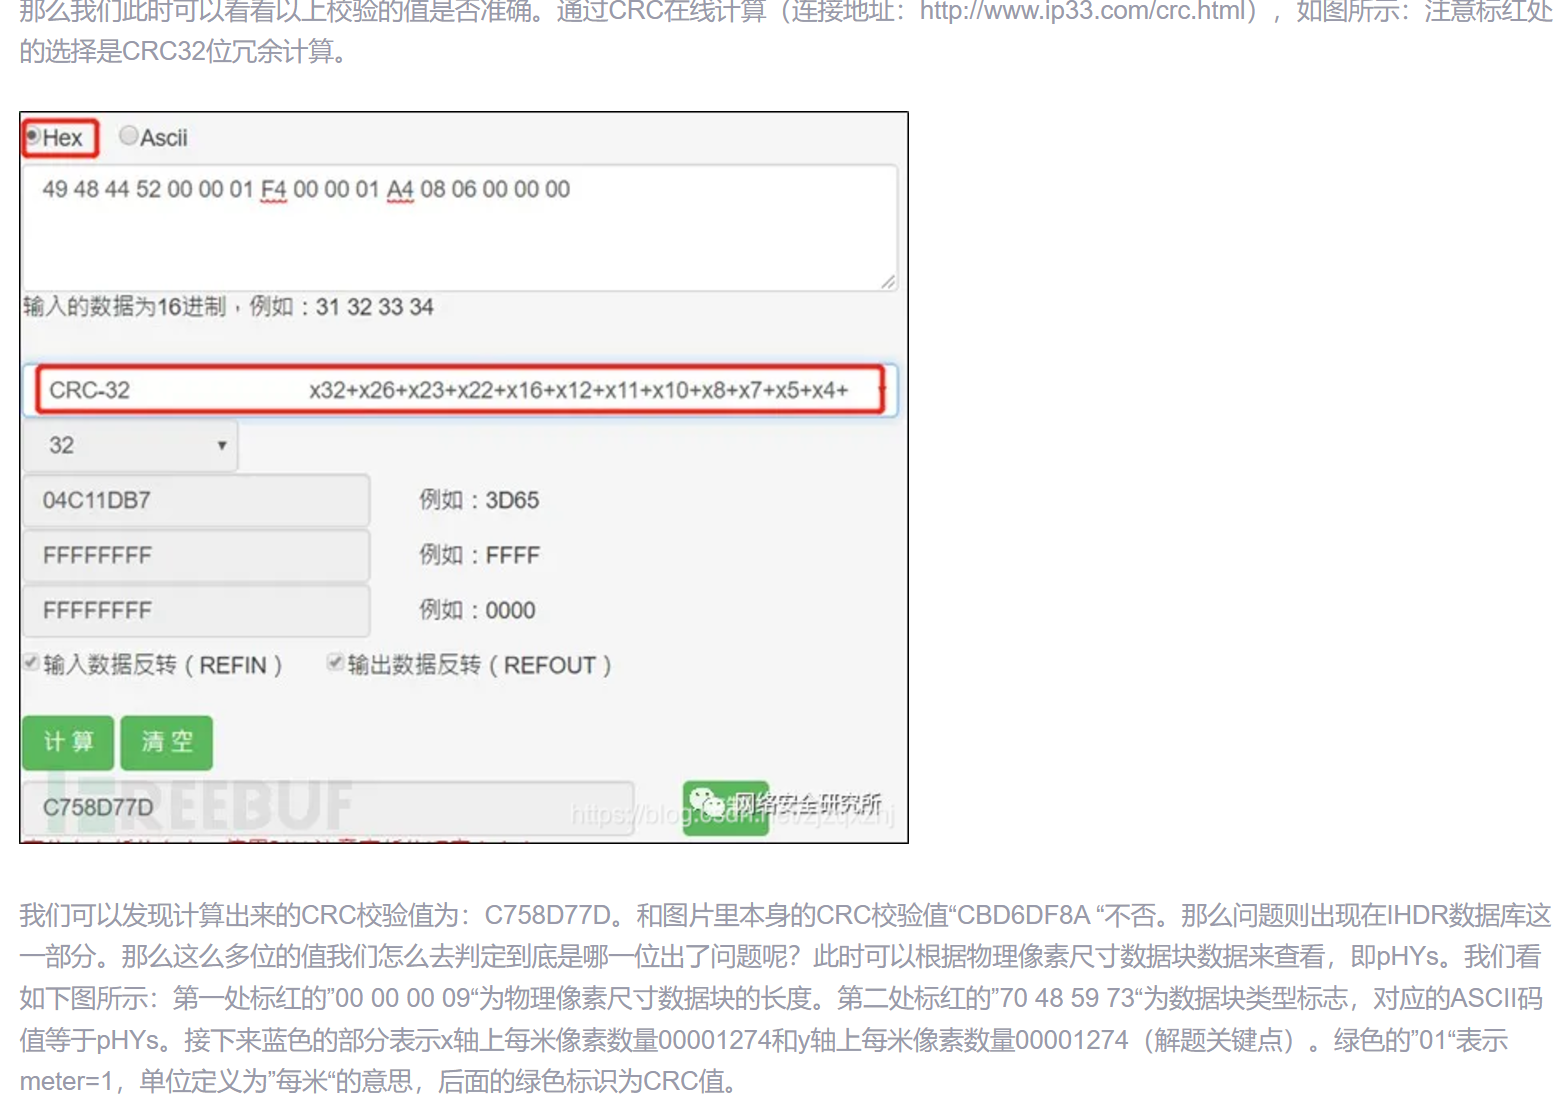 那么我们此时可以看看以上校验的值是否准确。通过CRC在线计算（连接地址：http://www.ip33.com/crc.html），如图所示：注意标红处
的选择是CRC32位冗余计算。
Hex Ascii
49 48 44 52 00 00 01 F4 00 00 01 A4 08 06 00 00 00
输入的数据为16进制，例如：31 32 33 34
CRC-32 x32+x26+x23+x22+x16+x12+x11+x10+x8+x7+x5+x4+
32
04C11DB7 例如：3D65
FFFFFFFF 例如：FFFF
FFFFFFFF 例如：0000
输入数据反转（REFIN） 输出数据反转（REFOUT）
计 算 清 空
C758D77D
REEBUF
网络安全研究所
我们可以发现计算出来的CRC校验值为：C758D77D。和图片里本身的CRC校验值“CBD6DF8A “不否。那么问题则出现在IHDR数据库这
一部分。那么这么多位的值我们怎么去判定到底是哪一位出了问题呢？此时可以根据物理像素尺寸数据块数据来查看，即pHYs。我们看
如下图所示：第一处标红的”00 00 00 09“为物理像素尺寸数据块的长度。第二处标红的”70 48 59 73“为数据块类型标志，对应的ASCII码
值等于pHYs。接下来蓝色的部分表示x轴上每米像素数量00001274和y轴上每米像素数量00001274（解题关键点）。绿色的”01“表示
meter=1，单位定义为”每米“的意思，后面的绿色标识为CRC值。